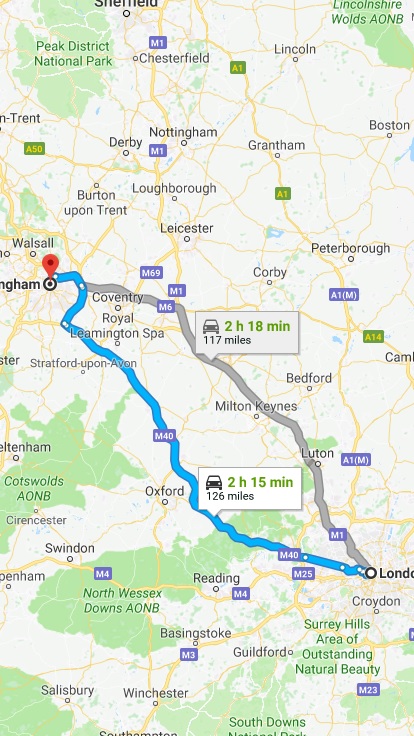 Sheffield
Lincolnshire
Wolds AONB
Peak District
National Park
M1
Lincoln
Chesterfield
A1
n-Trent
Boston
A50
Derby
Nottingham
M1
Grantham
Burton
upon Trent
Loughborough
A1
Leicester
Walsall
Peterborough
ngham
M69
Corby
M1
A1(M)
Coventry
M6
Royal
Leamington Spa
2 h 18 min
117 miles
A14
ster
Stratford-upon-Avon
Caml
Bedford
Milton Keynes
M40
eltenham
Luton
A1(M)
Cotswolds
AONB
2 h 15 min
126 miles
Oxford
Cirencester
M1
Swindon
M40
penham
M4
Reading
M25
Londo
North Wessex
Downs AONB
M4
Croydon
Basingstoke
Surrey Hills
Area of
Outstanding
Natural Beauty
M3
Guildford
M
Salisbury
Winchester
M23
South Downs
National Park
Southampton